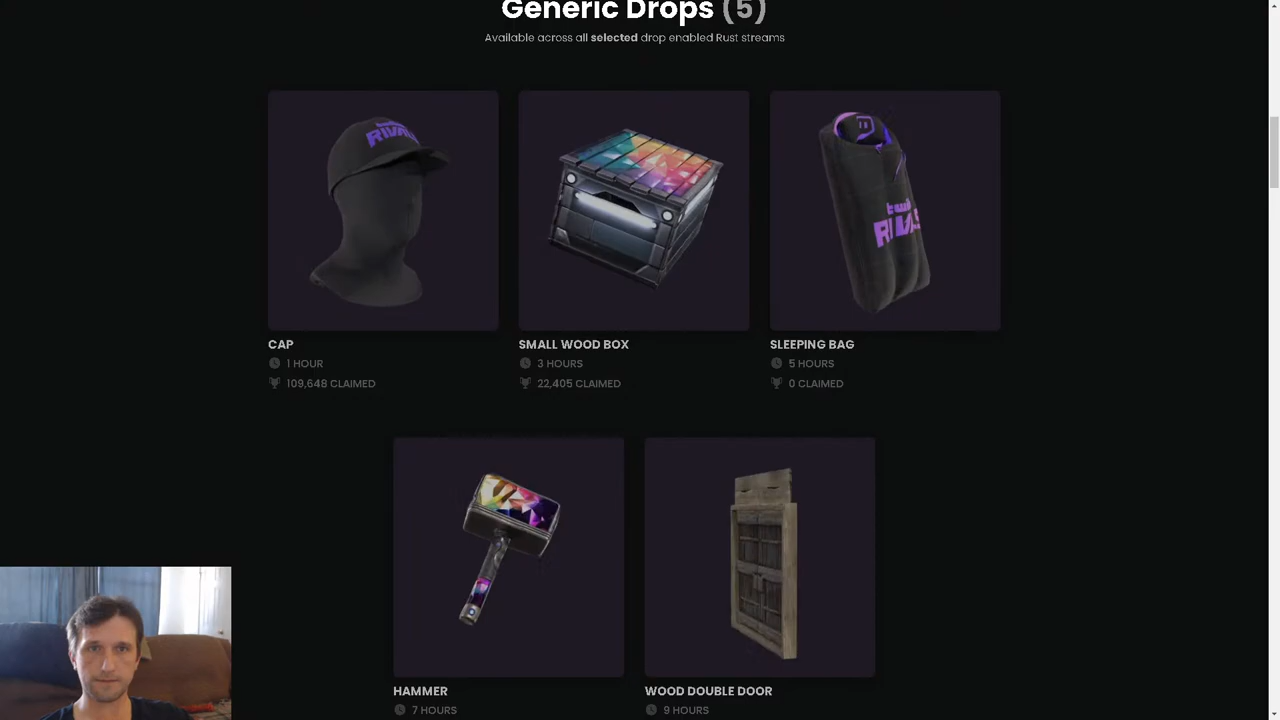 Generic Drops (5)
Available across all selected drop enabled Rust streams
RIVALS
RIVALS
CAP
1 HOUR
109,648 CLAIMED
SMALL WOOD BOX
3 HOURS
22,405 CLAIMED
SLEEPING BAG
5 HOURS
0 CLAIMED
HAMMER
7 HOURS
WOOD DOUBLE DOOR
9 HOURS